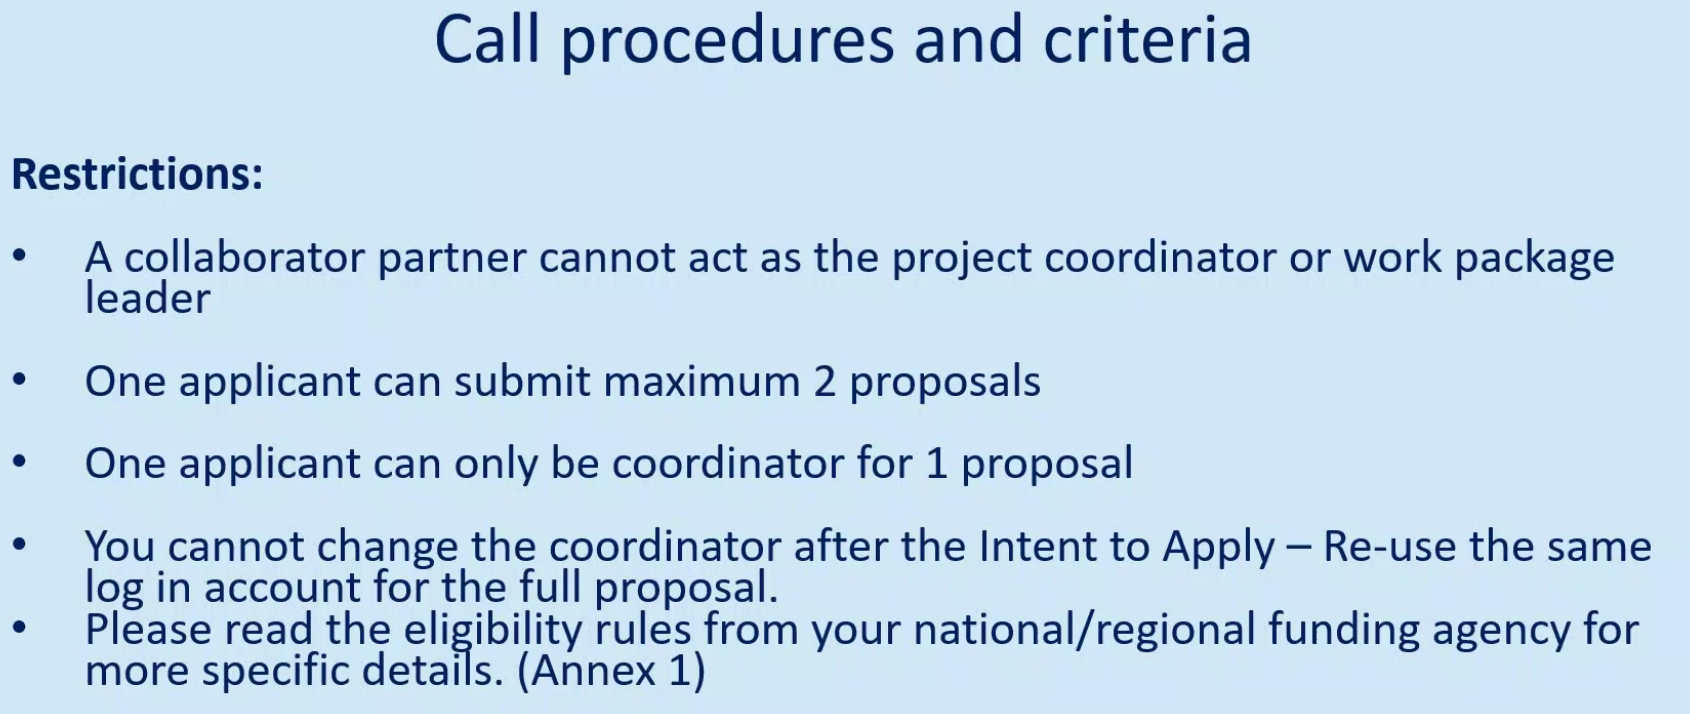 Call procedures and criteria
Restrictions:
• A collaborator partner cannot act as the project coordinator or work package
leader
• One applicant can submit maximum 2 proposals
• One applicant can only be coordinator for 1 proposal
• You cannot change the coordinator after the Intent to Apply – Re-use the same
log in account for the full proposal.
• Please read the eligibility rules from your national/regional funding agency for
more specific details. (Annex 1)